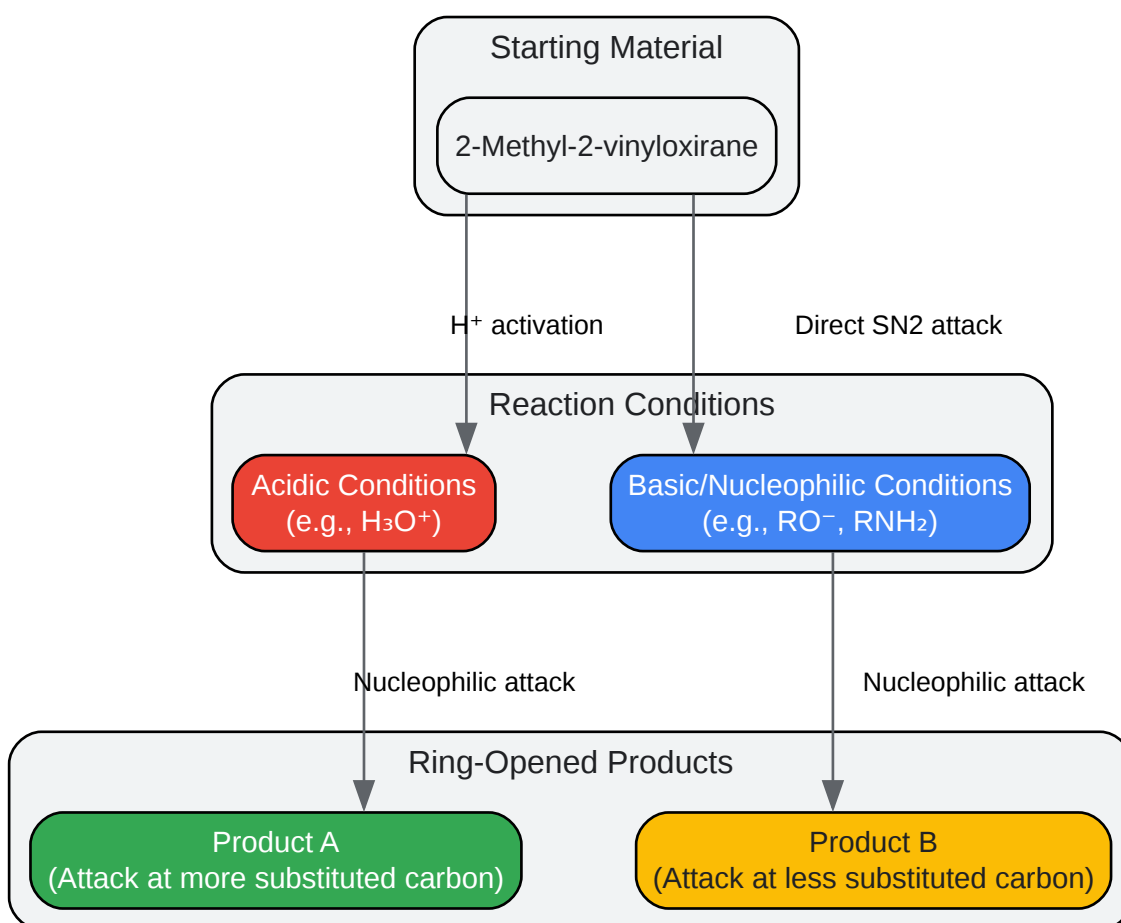 Starting Material
2-Methyl-2-vinyloxirane
H⁺ activation
Direct SN2 attack
Reaction Conditions
Acidic Conditions
(e.g., H₃O⁺)
Basic/Nucleophilic Conditions
(e.g., RO⁻, RNH₂)
Nucleophilic attack
Nucleophilic attack
Ring-Opened Products
Product A
(Attack at more substituted carbon)
Product B
(Attack at less substituted carbon)